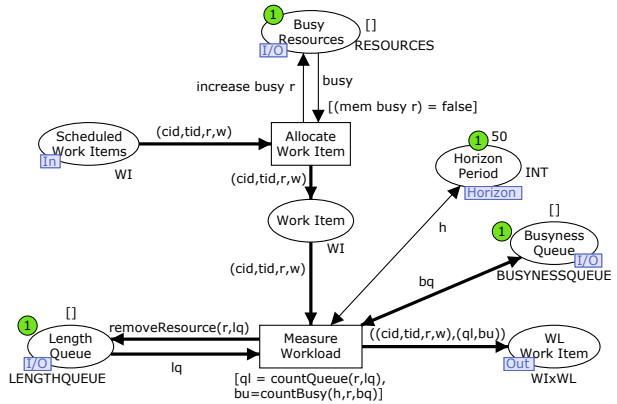 1
Busy
Resources
I/O
[]
RESOURCES
increase busy r
busy
[(mem busy r) = false]
Scheduled
Work Items
In
WI
(cid,tid,r,w)
Allocate
Work Item
(cid,tid,r,w)
1
50
Horizon
Period
INT
Horizon
Work Item
WI
h
[]
1
Busyness
Queue
I/O
BUSYNESSQUEUE
bq
(cid,tid,r,w)
[]
1
Length
Queue
I/O
LENGTHQUEUE
removeResource(r,lq)
lq
Measure
Workload
((cid,tid,r,w),(ql,bu))
WL
Work Item
Out
WIxWL
[ql = countQueue(r,lq),
bu=countBusy(h,r,bq)]